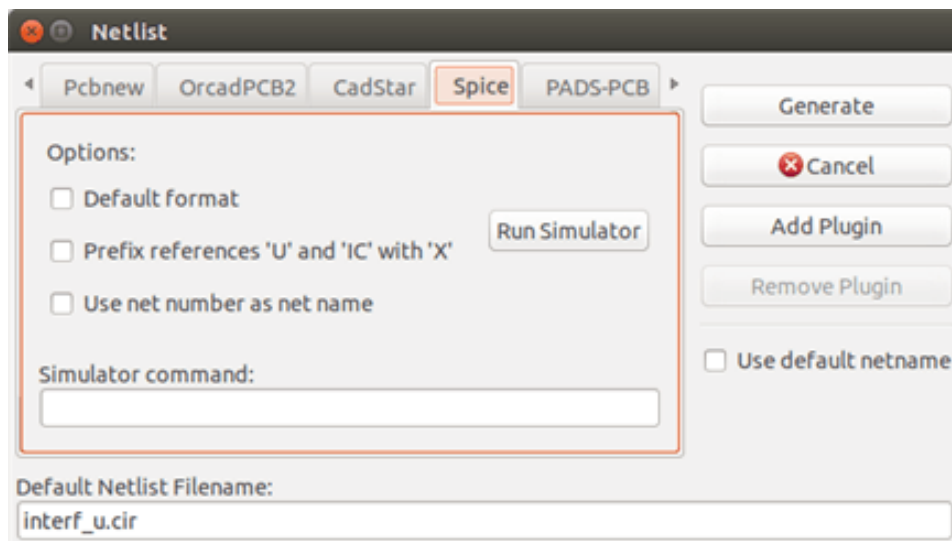 Netlist
Pcbnew OrcadPCB2 CadStar Spice PADS-PCB
Generate
Options:
Cancel
Default format
Run Simulator
Add Plugin
Prefix references 'U' and 'IC' with 'X'
Remove Plugin
Use net number as net name
Use default netname
Simulator command:
Default Netlist Filename:
interf_u.cir